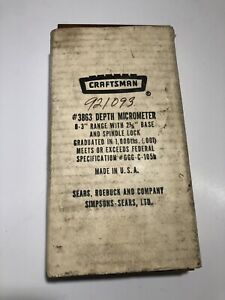 CRAFTSMAN
921093
#3863 DEPTH MICROMETER
0-3" RANGE WITH 2½" BASE
AND SPINDLE LOCK
GRADUATED IN 1,000ths, (.001)
MEETS OR EXCEEDS FEDERAL
SPECIFICATION #GGG-C-105b
MADE IN U.S.A.
SEARS, ROEBUCK AND COMPANY
SIMPSONS-SEARS, LTD.